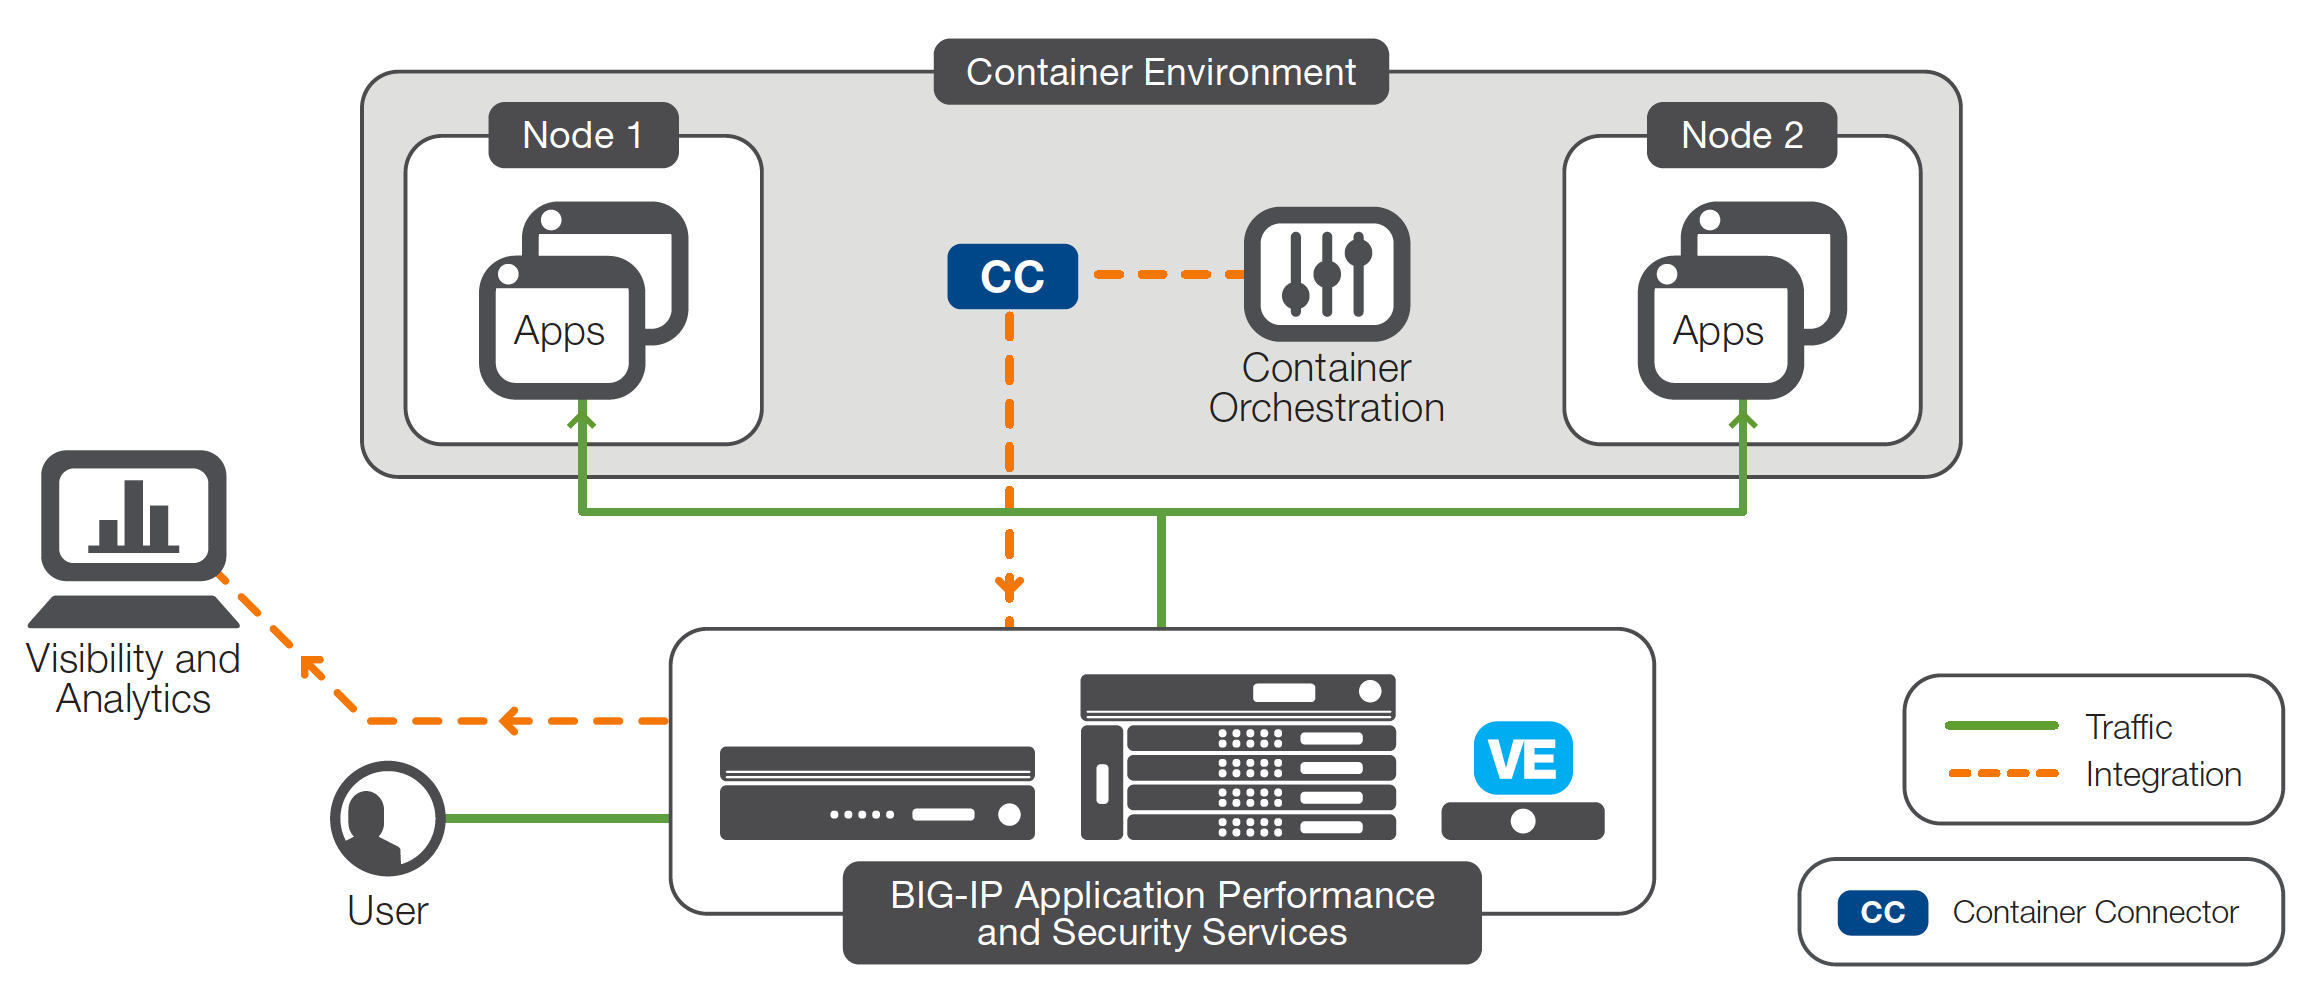 Container Environment
Node 1
Node 2
Apps
CC
Container
Orchestration
Apps
Visibility and
Analytics
User
VE
BIG-IP Application Performance
and Security Services
Traffic
Integration
CC Container Connector